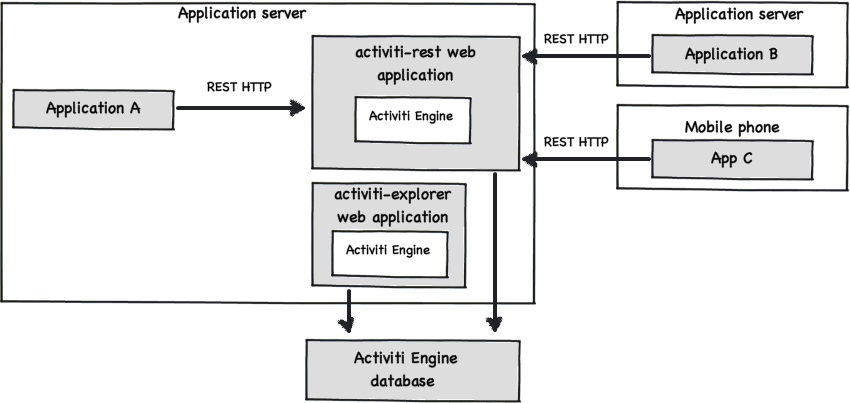 Application server
Application server
activiti-rest web
application
REST HTTP
Application B
Application A
REST HTTP
Activiti Engine
Mobile phone
REST HTTP
App C
activiti-explorer
web application
Activiti Engine
Activiti Engine
database